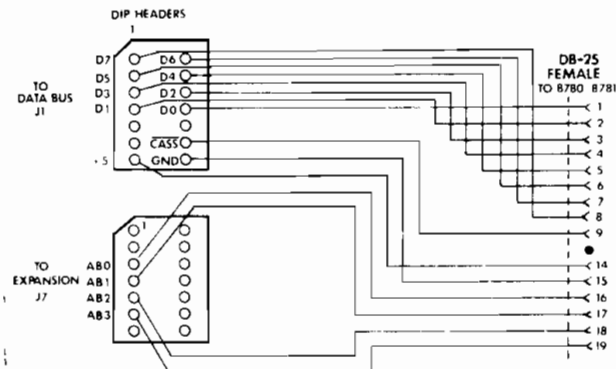 DIP HEADERS
1
D7 D6
D5 D4
D3 D2
D1 D0
CASS
+5 GND
TO
DATA BUS
J1
DB-25
FEMALE
TO 8780 8781
1
2
3
4
5
6
7
8
9
14
15
16
17
18
19
1
TO
EXPANSION
J7
AB0
AB1
AB2
AB3